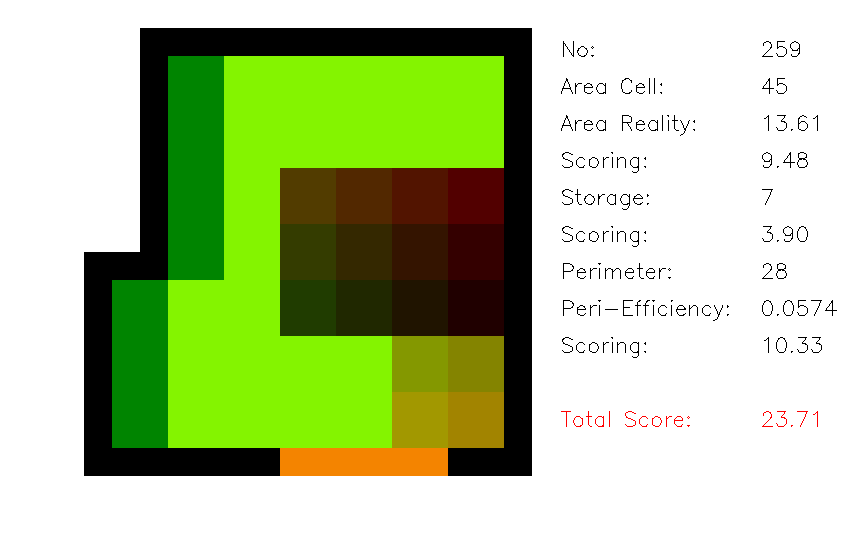 No: 259
Area Cell: 45
Area Reality: 13.61
Scoring: 9.48
Storage: 7
Scoring: 3.90
Perimeter: 28
Peri-Efficiency: 0.0574
Scoring: 10.33
Total Score: 23.71